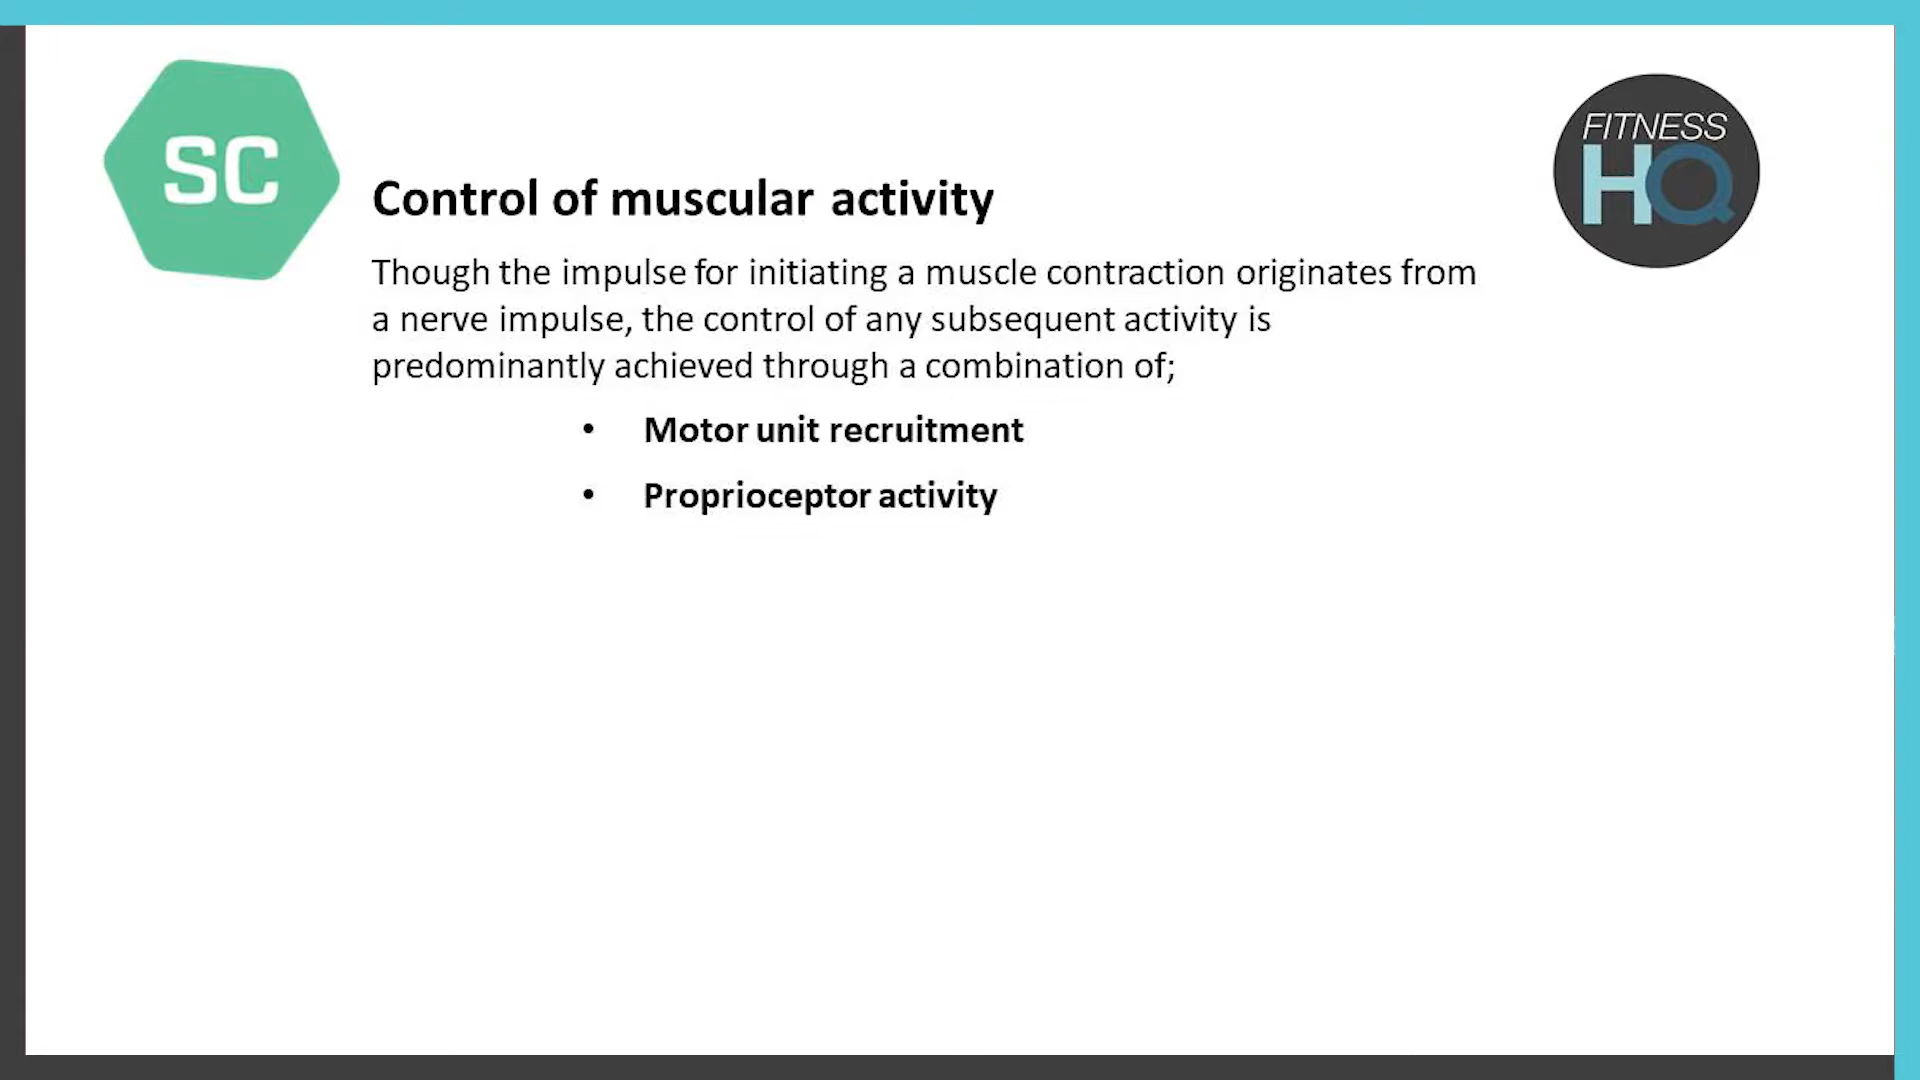 SC
FITNESS
HQ
Control of muscular activity
Though the impulse for initiating a muscle contraction originates from
a nerve impulse, the control of any subsequent activity is
predominantly achieved through a combination of;
• Motor unit recruitment
• Proprioceptor activity